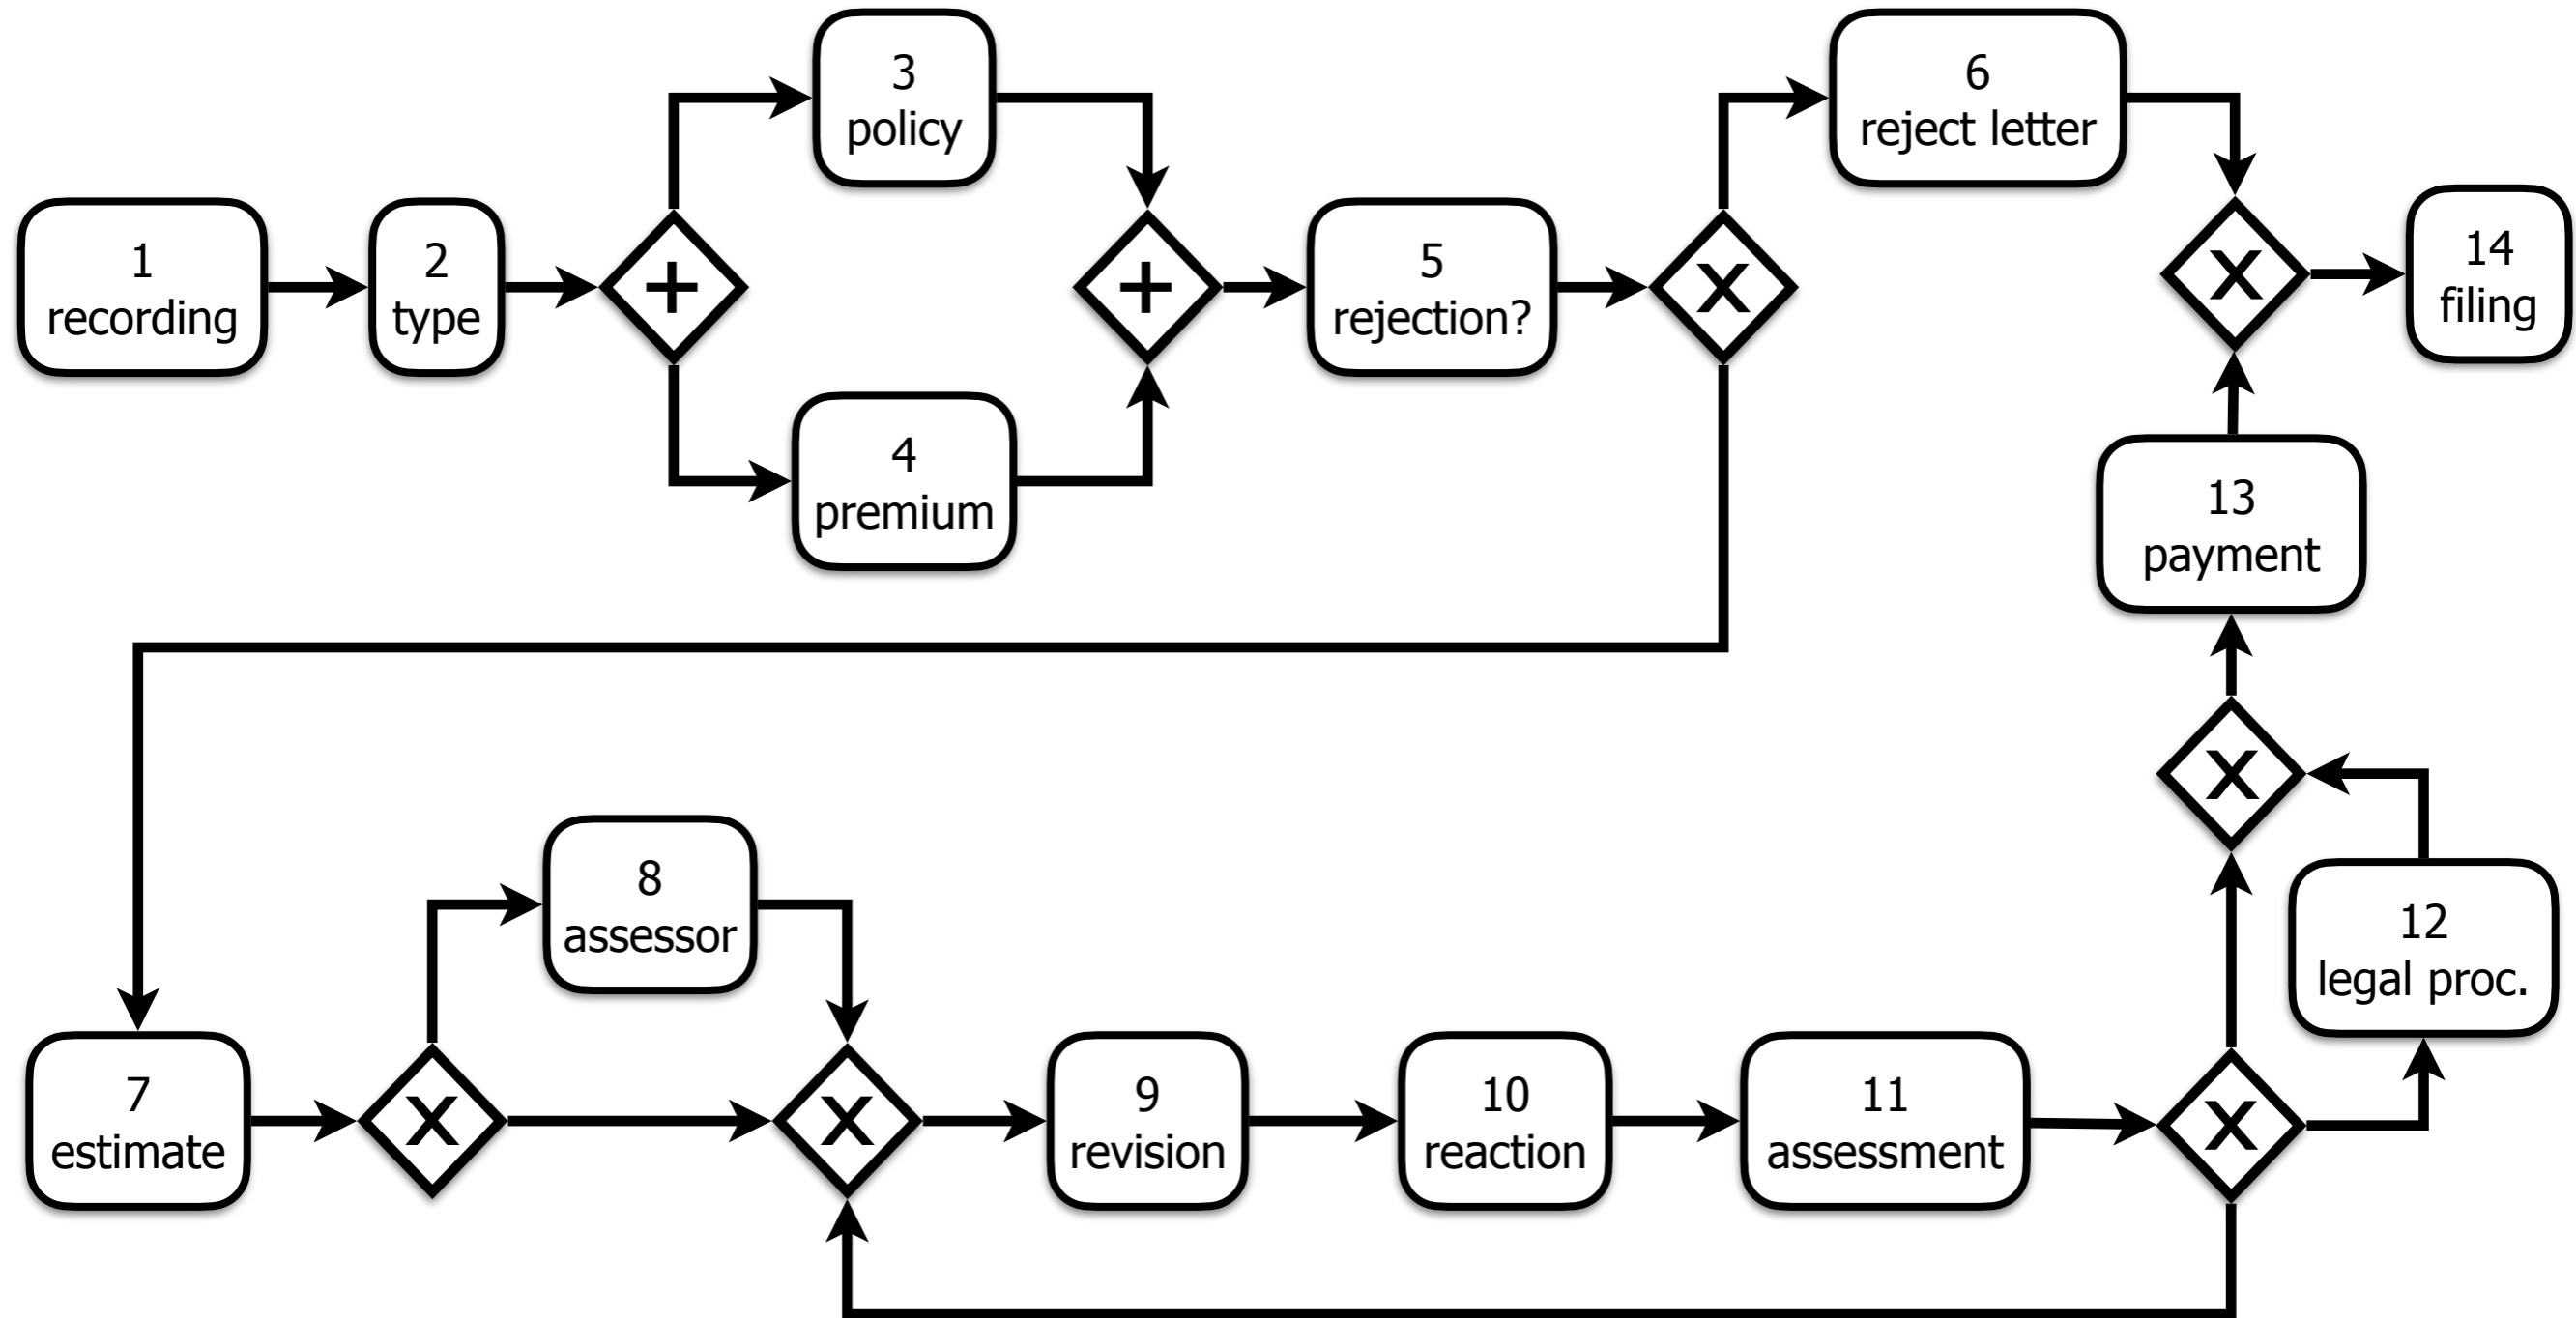 1
recording
2
type
+
3
policy
4
premium
+
5
rejection?
X
6
reject letter
X
14
filing
13
payment
X
12
legal proc.
7
estimate
X
8
assessor
X
9
revision
10
reaction
11
assessment
X